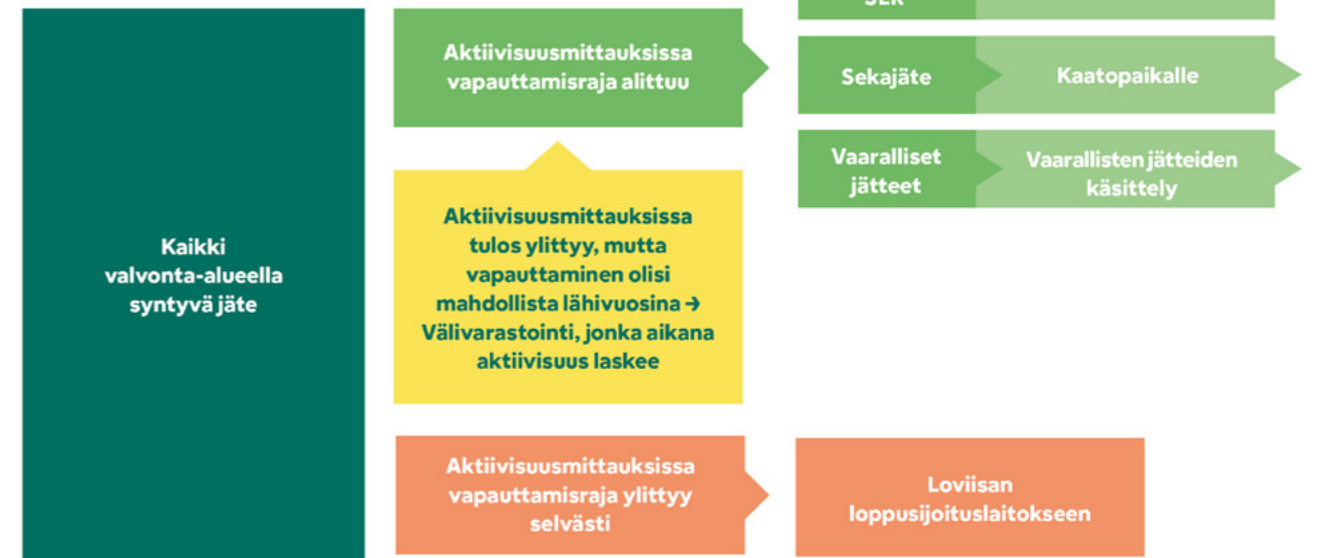 Kaikki
valvonta-alueella
syntyvä jäte
Aktiivisuusmittauksissa
vapauttamisraja alittuu
Aktiivisuusmittauksissa
tulos ylittyy, mutta
vapauttaminen olisi
mahdollista lähivuosina →
Välivarastointi, jonka aikana
aktiivisuus laskee
Aktiivisuusmittauksissa
vapauttamisraja ylittyy
selvästi
SER
Sekajäte
Kaatopaikalle
Vaaralliset
jätteet
Vaarallisten jätteiden
käsittely
Loviisan
loppusijoituslaitokseen